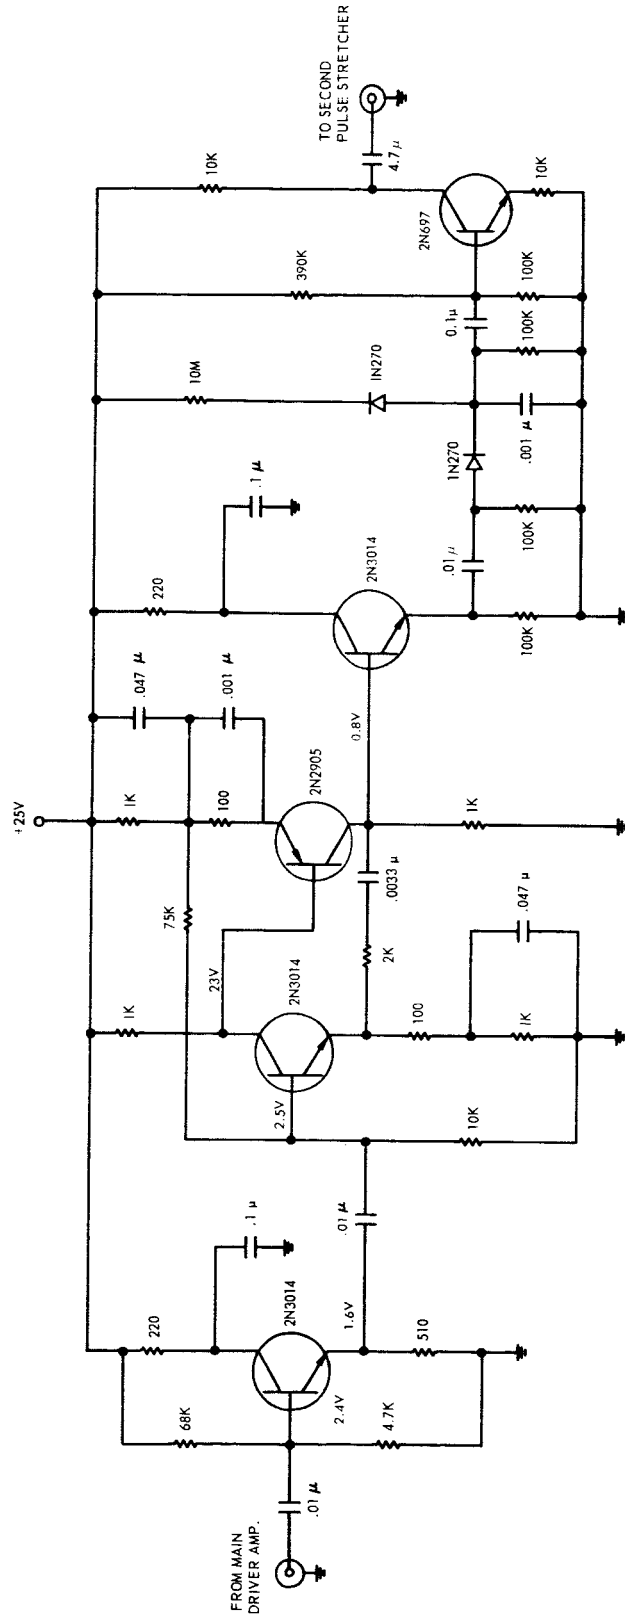 FROM MAIN
DRIVER AMP.
.01 μ
68K
4.7K
2.4V
220
2N3014
.1 μ
1.6V
510
.01 μ
10K
2.5V
75K
1K
23V
2N3014
100
1K
.047 μ
2K
.0033 μ
+25V
1K
100
.047 μ
.001 μ
2N2905
1K
0.8V
220
.1 μ
2N3014
100K
.01 μ
100K
1N270
10M
1N270
.001 μ
100K
0.1μ
390K
100K
2N697
10K
10K
4.7 μ
TO SECOND
PULSE STRETCHER